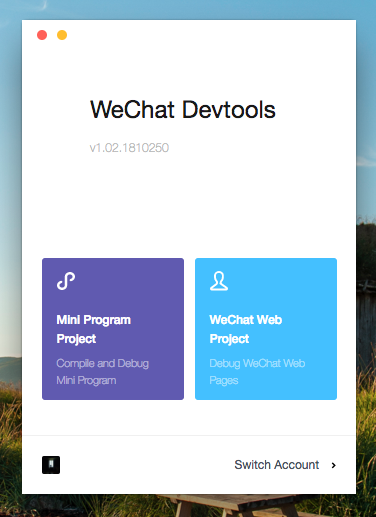 WeChat Devtools
v1.02.1810250
Mini Program
Project
Compile and Debug
Mini Program
WeChat Web
Project
Debug WeChat Web
Pages
Switch Account